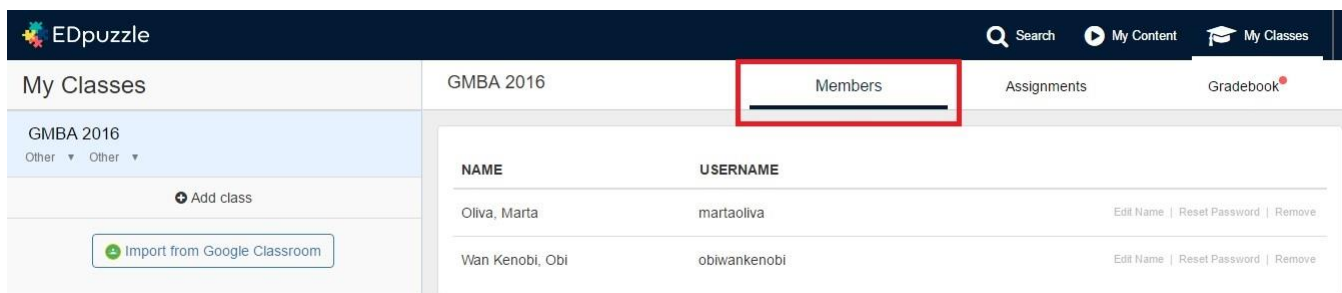 EDpuzzle
Search
My Content
My Classes
My Classes
GMBA 2016
Other ▼ Other ▼
Add class
Import from Google Classroom
GMBA 2016
Members
Assignments
Gradebook
NAME USERNAME
Oliva, Marta martaoliva Edit Name | Reset Password | Remove
Wan Kenobi, Obi obiwankenobi Edit Name | Reset Password | Remove